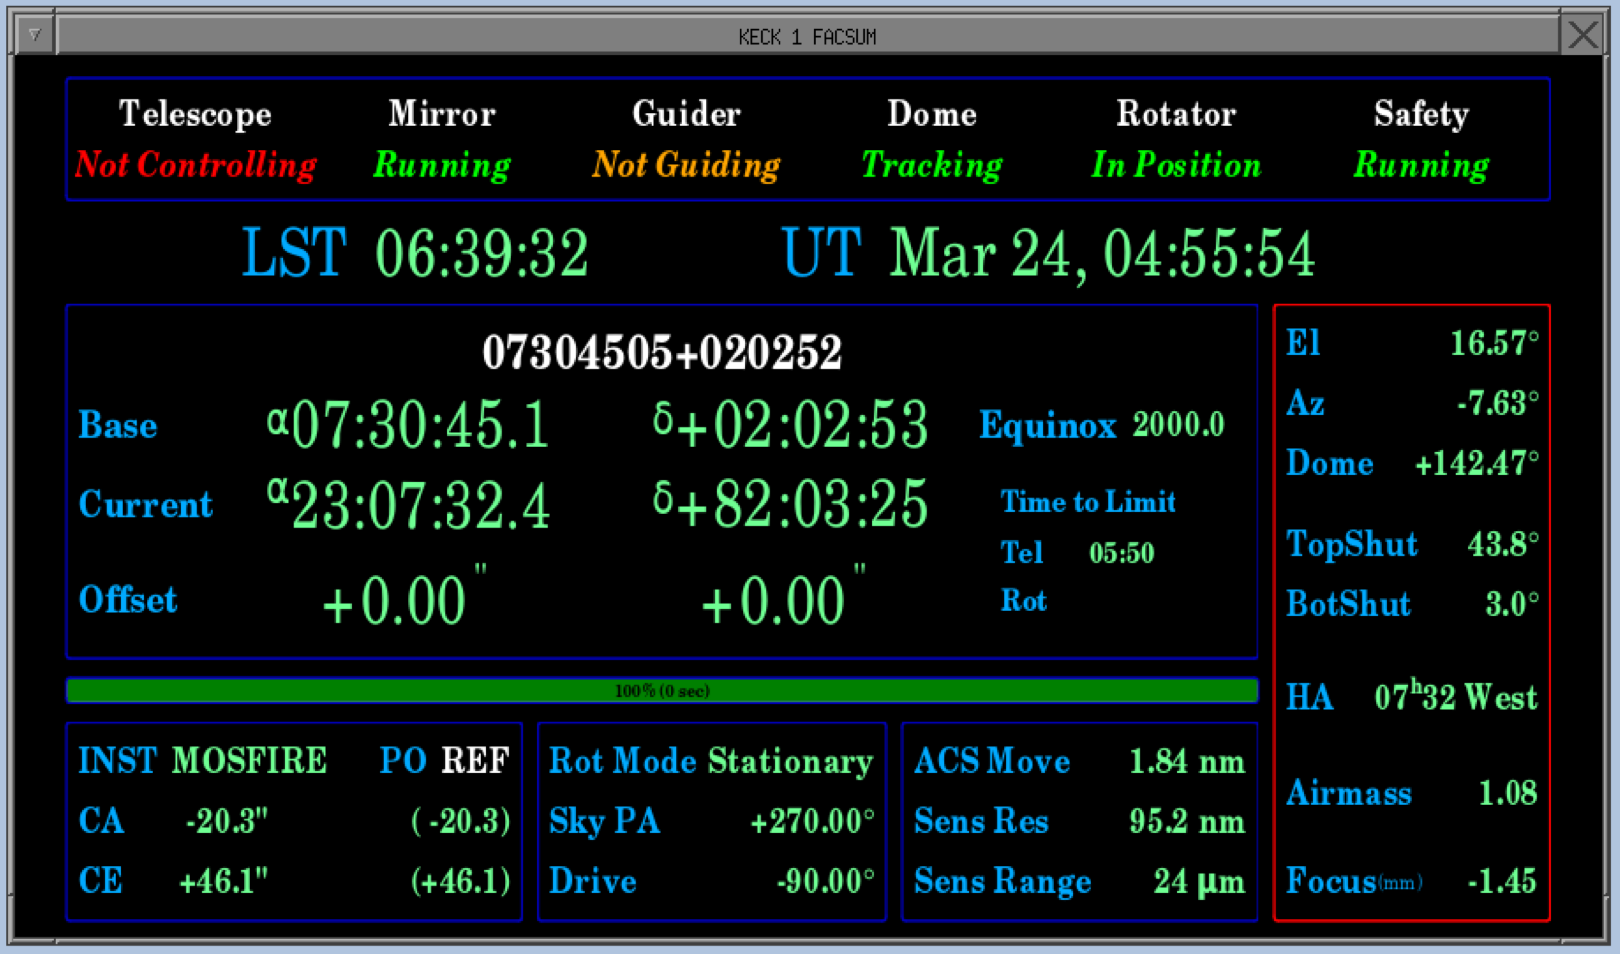 KECK 1 FACSUM
Telescope Mirror Guider Dome Rotator Safety
Not Controlling Running Not Guiding Tracking In Position Running
LST 06:39:32 UT Mar 24, 04:55:54
07304505+020252
Base α07:30:45.1 δ+02:02:53 Equinox 2000.0
Current α23:07:32.4 δ+82:03:25
Time to Limit
Tel 05:50
Offset +0.00" +0.00" Rot
100% (0 sec)
INST MOSFIRE PO REF
CA -20.3" ( -20.3)
CE +46.1" (+46.1)
Rot Mode Stationary
Sky PA +270.00°
Drive -90.00°
ACS Move 1.84 nm
Sens Res 95.2 nm
Sens Range 24 µm
El 16.57°
Az -7.63°
Dome +142.47°
TopShut 43.8°
BotShut 3.0°
HA 07h32 West
Airmass 1.08
Focus(mm) -1.45